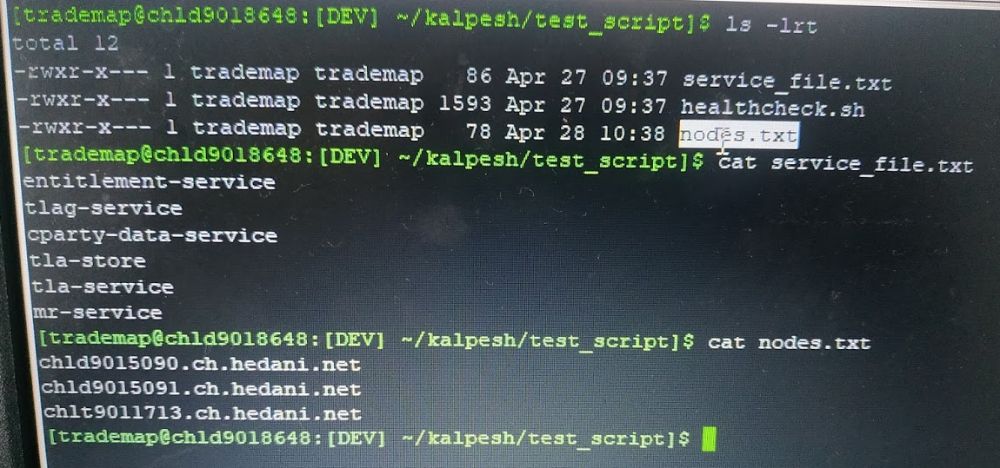 [trademap@chld9018648:[DEV] ~/kalpesh/test_script]$ ls -lrt
total 12
-rwxr-x--- 1 trademap trademap   86 Apr 27 09:37 service_file.txt
-rwxr-x--- 1 trademap trademap 1593 Apr 27 09:37 healthcheck.sh
-rwxr-x--- 1 trademap trademap   78 Apr 28 10:38 nodes.txt
[trademap@chld9018648:[DEV] ~/kalpesh/test_script]$ cat service_file.txt
entitlement-service
tlag-service
cparty-data-service
tla-store
tla-service
mr-service
[trademap@chld9018648:[DEV] ~/kalpesh/test_script]$ cat nodes.txt
chld9015090.ch.hedani.net
chld9015091.ch.hedani.net
chlt9011713.ch.hedani.net
[trademap@chld9018648:[DEV] ~/kalpesh/test_script]$